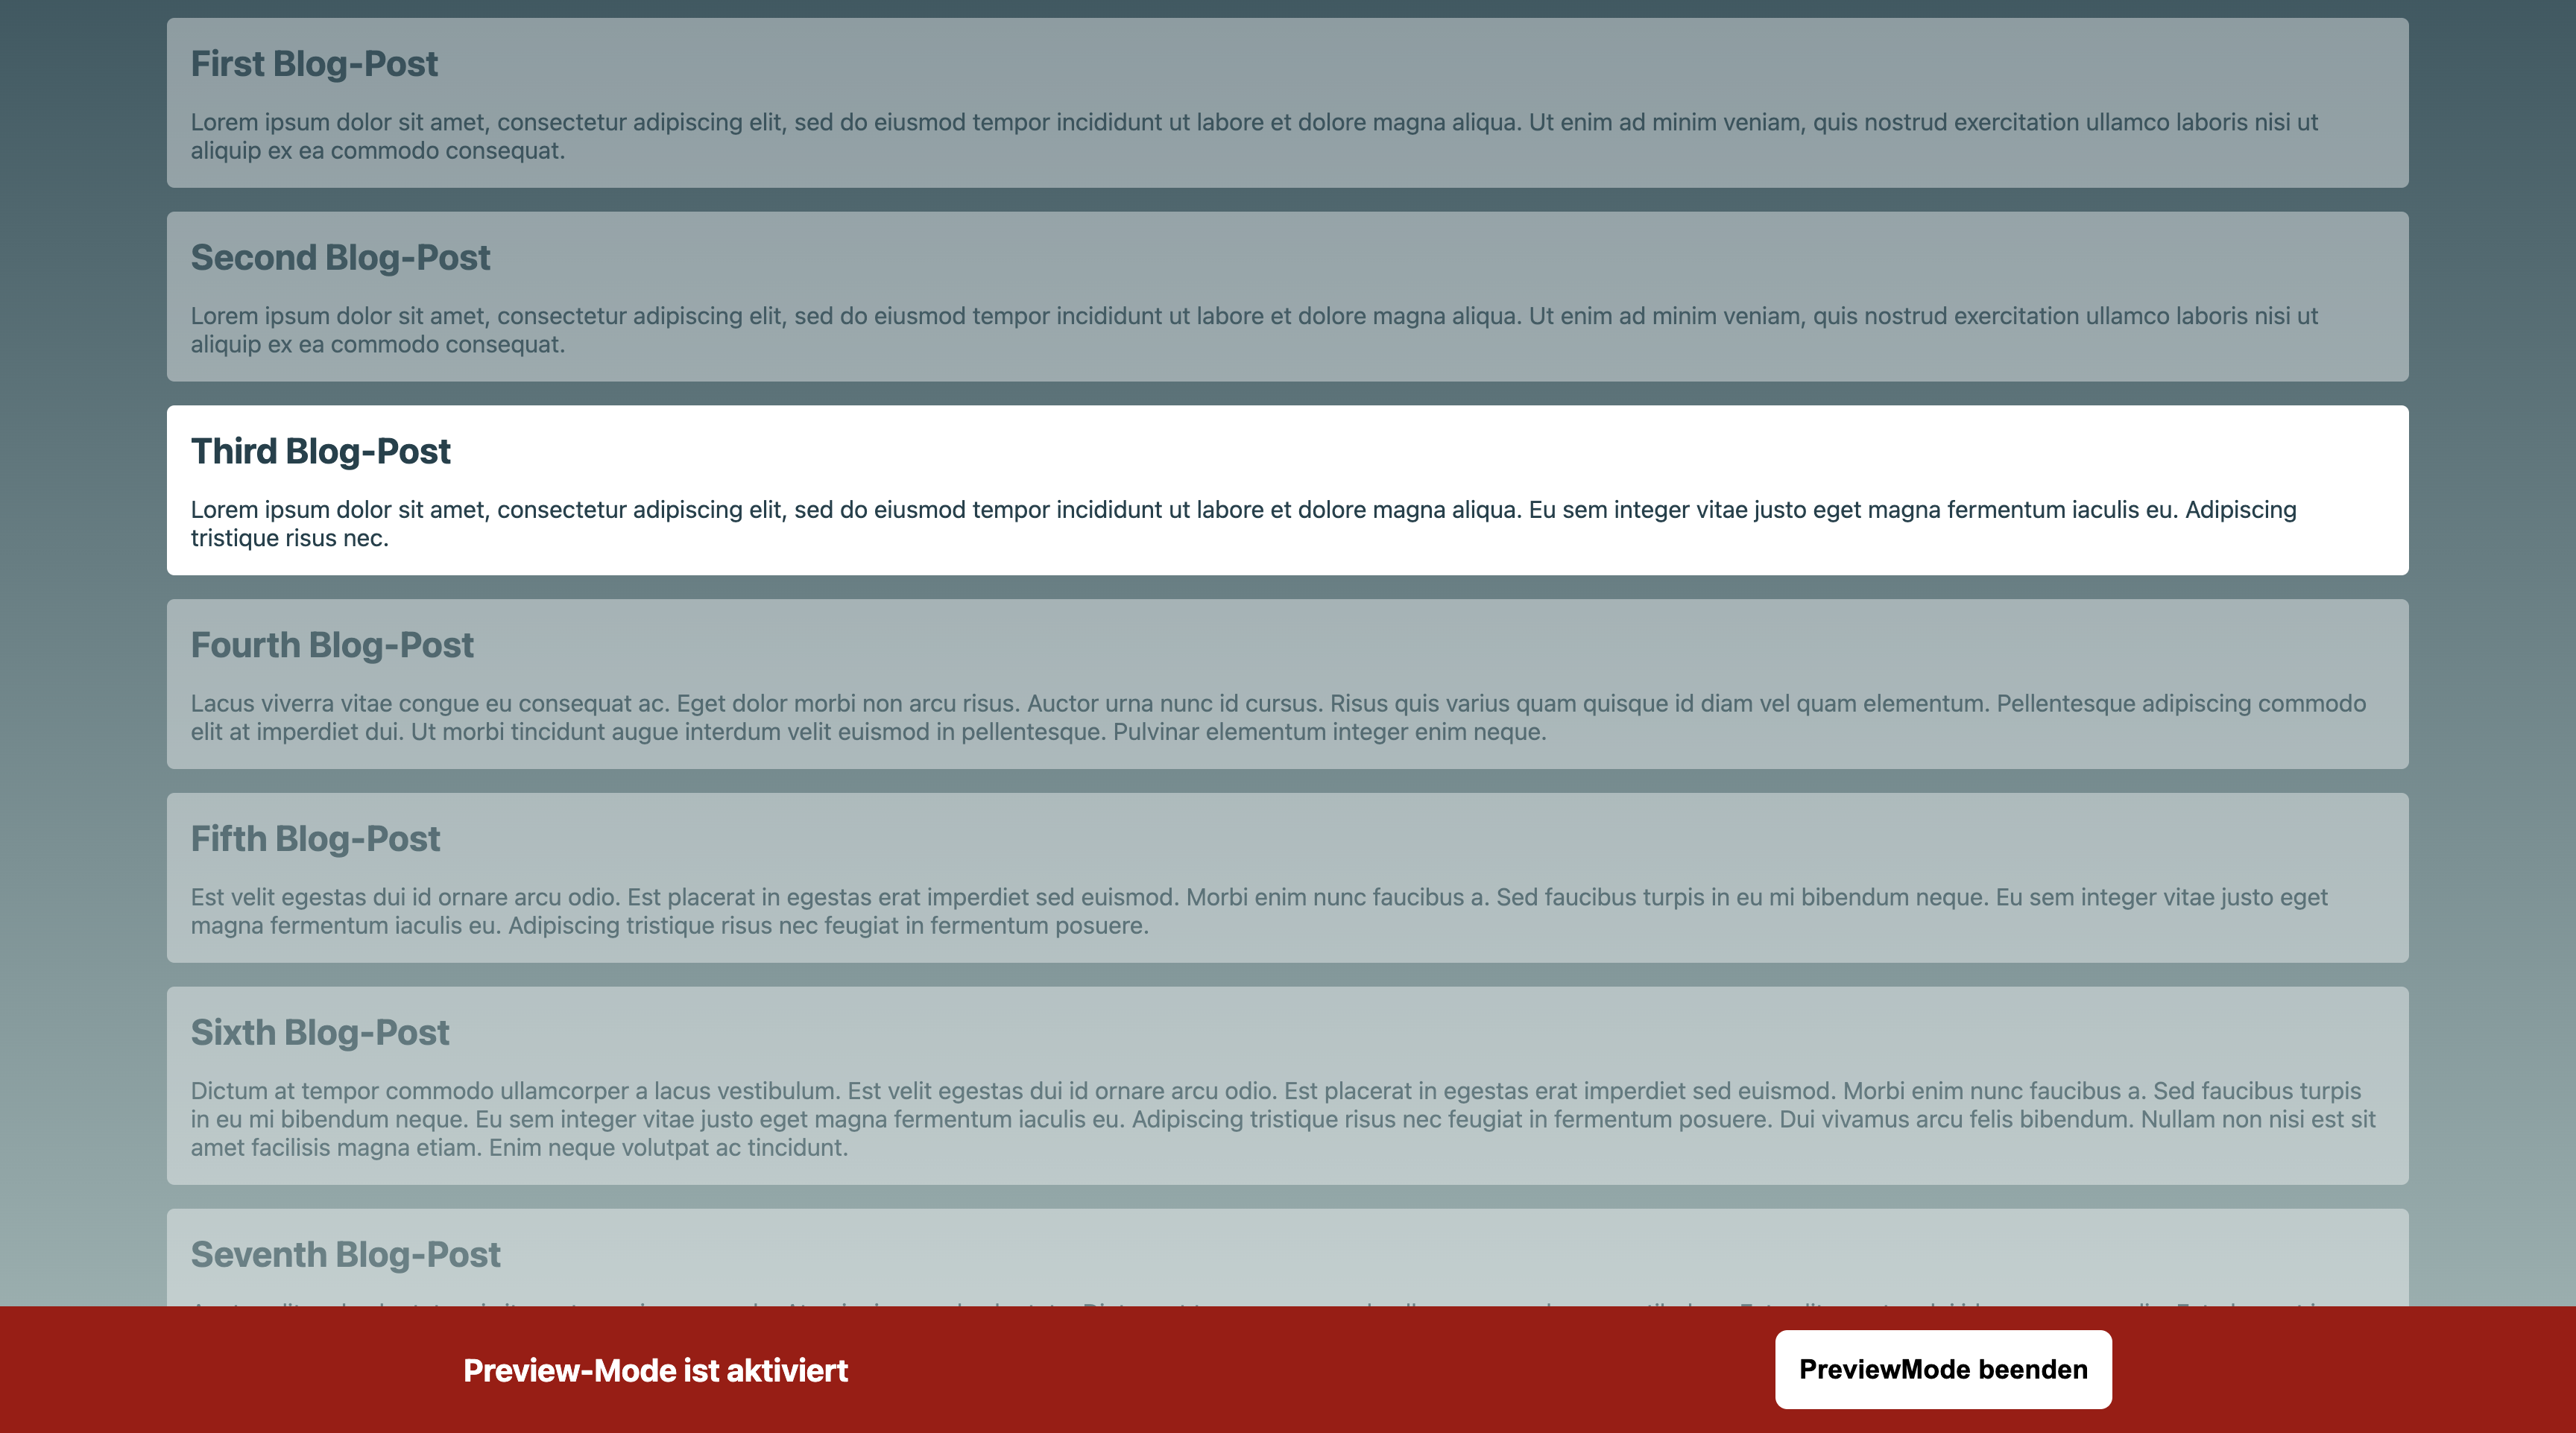 First Blog-Post
Lorem ipsum dolor sit amet, consectetur adipiscing elit, sed do eiusmod tempor incididunt ut labore et dolore magna aliqua. Ut enim ad minim veniam, quis nostrud exercitation ullamco laboris nisi ut
aliquip ex ea commodo consequat.
Second Blog-Post
Lorem ipsum dolor sit amet, consectetur adipiscing elit, sed do eiusmod tempor incididunt ut labore et dolore magna aliqua. Ut enim ad minim veniam, quis nostrud exercitation ullamco laboris nisi ut
aliquip ex ea commodo consequat.
Third Blog-Post
Lorem ipsum dolor sit amet, consectetur adipiscing elit, sed do eiusmod tempor incididunt ut labore et dolore magna aliqua. Eu sem integer vitae justo eget magna fermentum iaculis eu. Adipiscing
tristique risus nec.
Fourth Blog-Post
Lacus viverra vitae congue eu consequat ac. Eget dolor morbi non arcu risus. Auctor urna nunc id cursus. Risus quis varius quam quisque id diam vel quam elementum. Pellentesque adipiscing commodo
elit at imperdiet dui. Ut morbi tincidunt augue interdum velit euismod in pellentesque. Pulvinar elementum integer enim neque.
Fifth Blog-Post
Est velit egestas dui id ornare arcu odio. Est placerat in egestas erat imperdiet sed euismod. Morbi enim nunc faucibus a. Sed faucibus turpis in eu mi bibendum neque. Eu sem integer vitae justo eget
magna fermentum iaculis eu. Adipiscing tristique risus nec feugiat in fermentum posuere.
Sixth Blog-Post
Dictum at tempor commodo ullamcorper a lacus vestibulum. Est velit egestas dui id ornare arcu odio. Est placerat in egestas erat imperdiet sed euismod. Morbi enim nunc faucibus a. Sed faucibus turpis
in eu mi bibendum neque. Eu sem integer vitae justo eget magna fermentum iaculis eu. Adipiscing tristique risus nec feugiat in fermentum posuere. Dui vivamus arcu felis bibendum. Nullam non nisi est sit
amet facilisis magna etiam. Enim neque volutpat ac tincidunt.
Seventh Blog-Post
Preview-Mode ist aktiviert
PreviewMode beenden